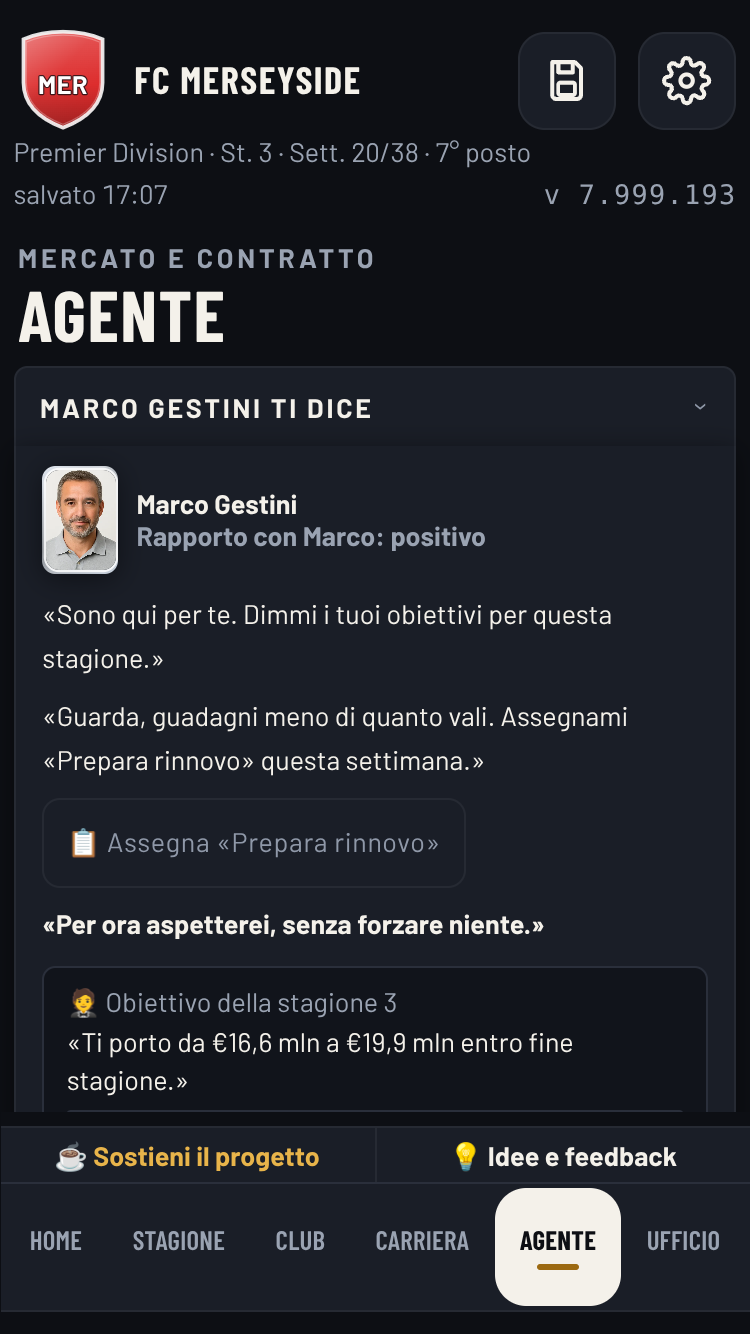 MER
FC MERSEYSIDE
Premier Division · St. 3 · Sett. 20/38 · 7° posto
salvato 17:07
v 7.999.193
MERCATO E CONTRATTO
AGENTE
MARCO GESTINI TI DICE
Marco Gestini
Rapporto con Marco: positivo
«Sono qui per te. Dimmi i tuoi obiettivi per questa
stagione.»
«Guarda, guadagni meno di quanto vali. Assegnami
«Prepara rinnovo» questa settimana.»
📋 Assegna «Prepara rinnovo»
«Per ora aspetterei, senza forzare niente.»
🤵 Obiettivo della stagione 3
«Ti porto da €16,6 mln a €19,9 mln entro fine
stagione.»
☕ Sostieni il progetto
💡 Idee e feedback
HOME
STAGIONE
CLUB
CARRIERA
AGENTE
UFFICIO